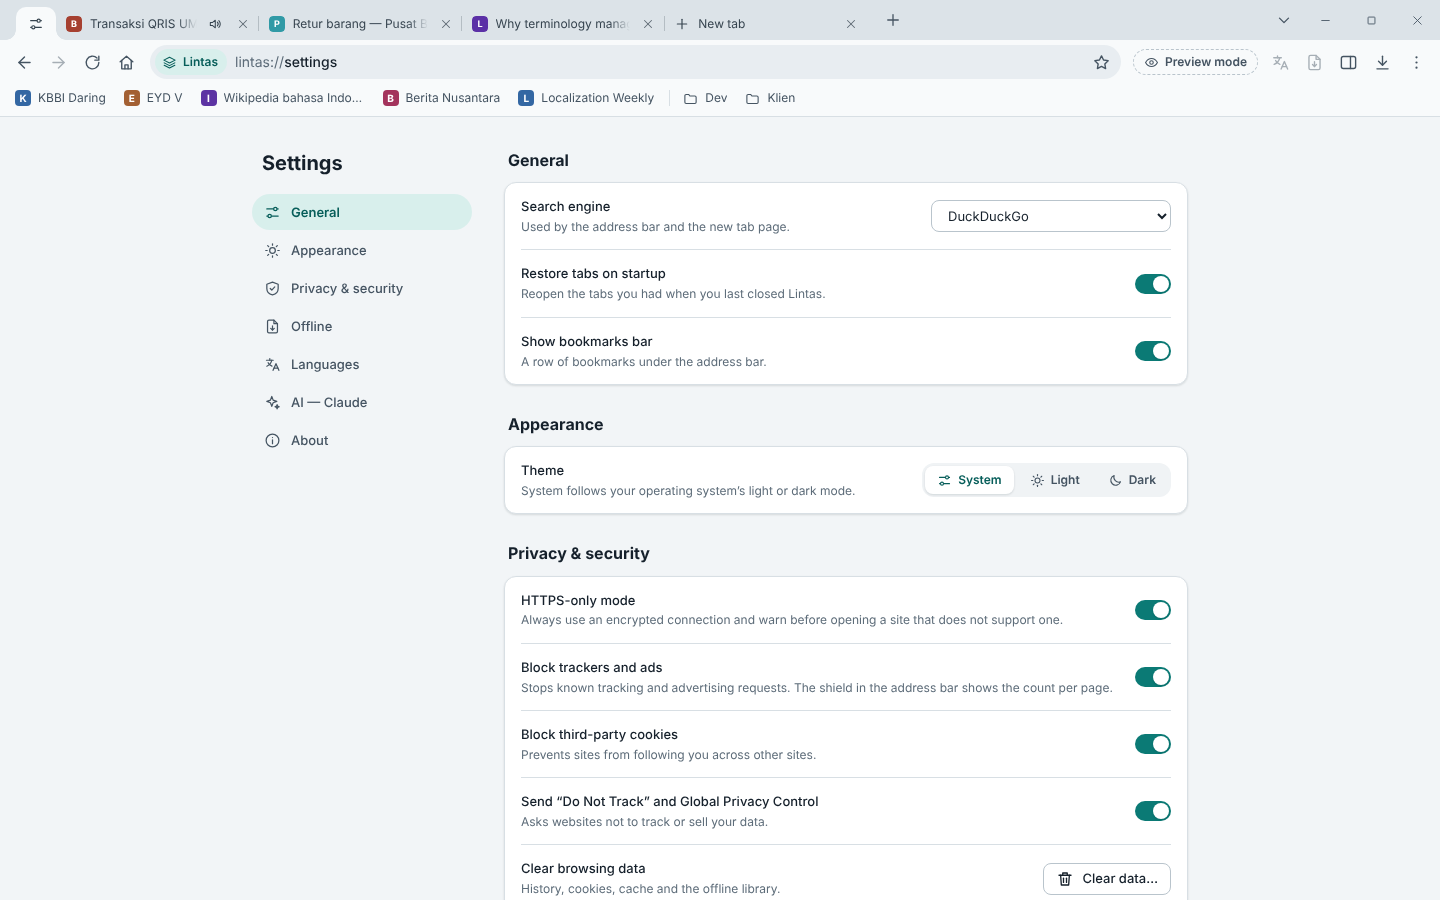 B Transaksi QRIS UM
P Retur barang — Pusat B
L Why terminology mana
New tab
Lintas
lintas://settings
Preview mode
K KBBI Daring
E EYD V
I Wikipedia bahasa Indo...
B Berita Nusantara
L Localization Weekly
Dev
Klien
Settings
General
Appearance
Privacy & security
Offline
Languages
AI — Claude
About
General
Search engine
Used by the address bar and the new tab page.
DuckDuckGo
Restore tabs on startup
Reopen the tabs you had when you last closed Lintas.
Show bookmarks bar
A row of bookmarks under the address bar.
Appearance
Theme
System follows your operating system’s light or dark mode.
System
Light
Dark
Privacy & security
HTTPS-only mode
Always use an encrypted connection and warn before opening a site that does not support one.
Block trackers and ads
Stops known tracking and advertising requests. The shield in the address bar shows the count per page.
Block third-party cookies
Prevents sites from following you across other sites.
Send “Do Not Track” and Global Privacy Control
Asks websites not to track or sell your data.
Clear browsing data
History, cookies, cache and the offline library.
Clear data...